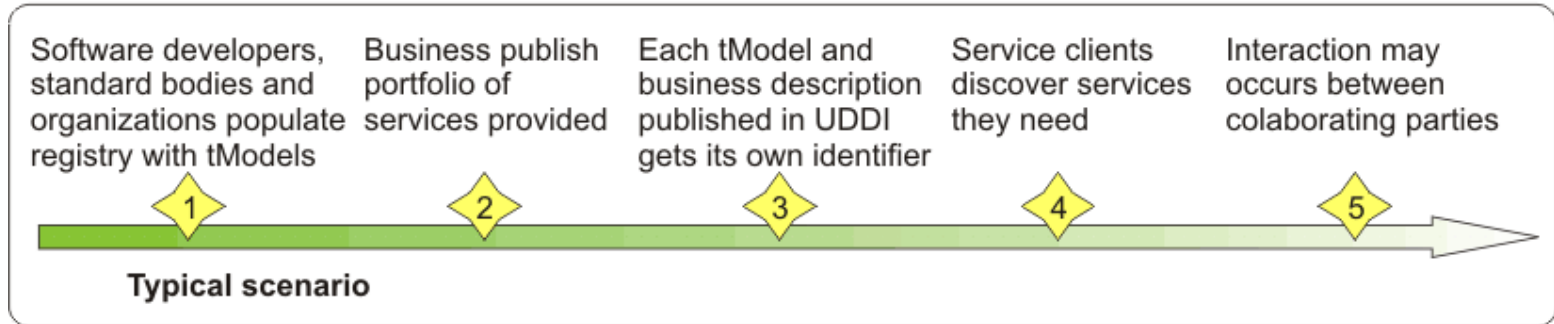 Software developers,
standard bodies and
organizations populate
registry with tModels
Business publish
portfolio of
services provided
Each tModel and
business description
published in UDDI
gets its own identifier
Service clients
discover services
they need
Interaction may
occurs between
colaborating parties
1
2
3
4
5
Typical scenario